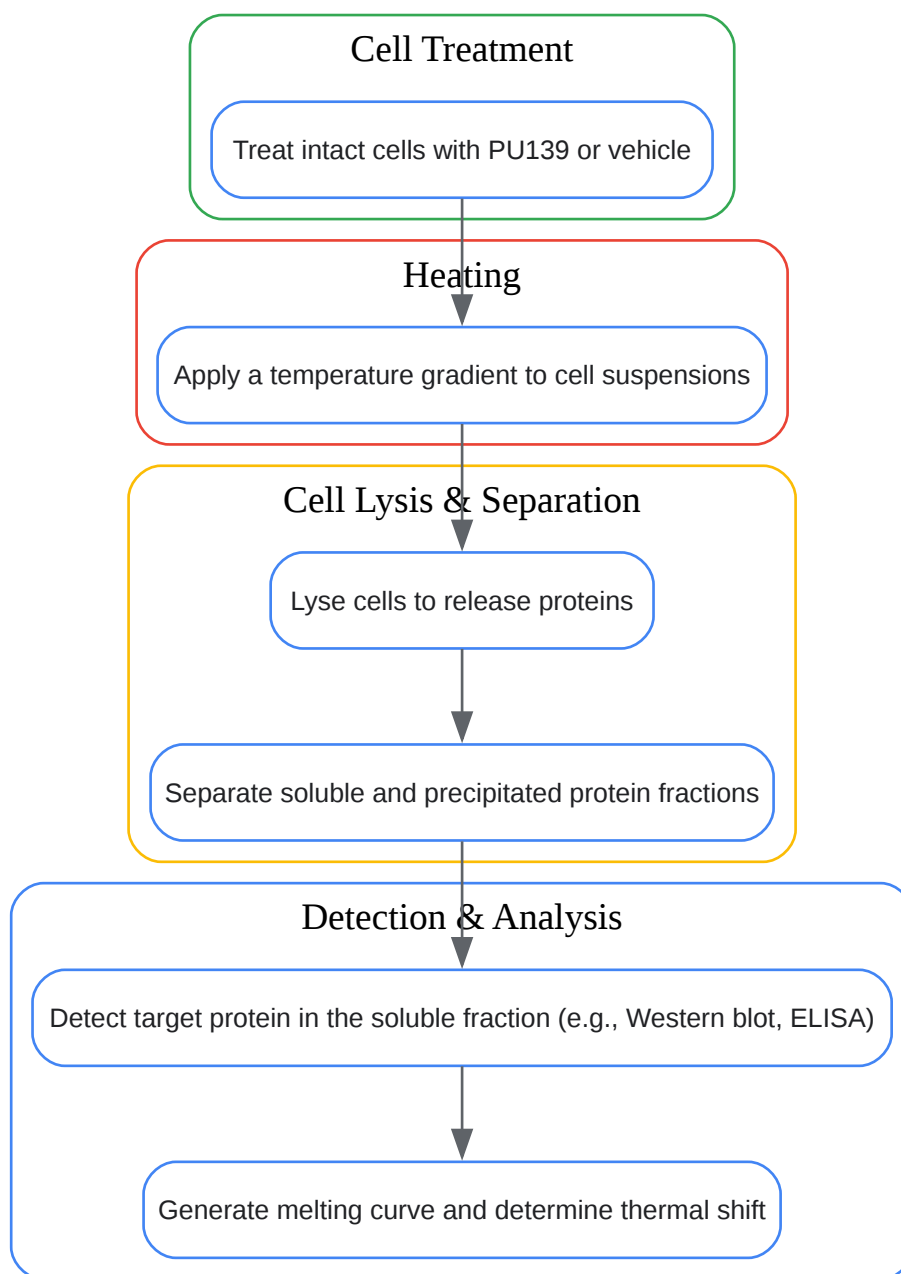 Cell Treatment
Treat intact cells with PU139 or vehicle
Heating
Apply a temperature gradient to cell suspensions
Cell Lysis & Separation
Lyse cells to release proteins
Separate soluble and precipitated protein fractions
Detection & Analysis
Detect target protein in the soluble fraction (e.g., Western blot, ELISA)
Generate melting curve and determine thermal shift